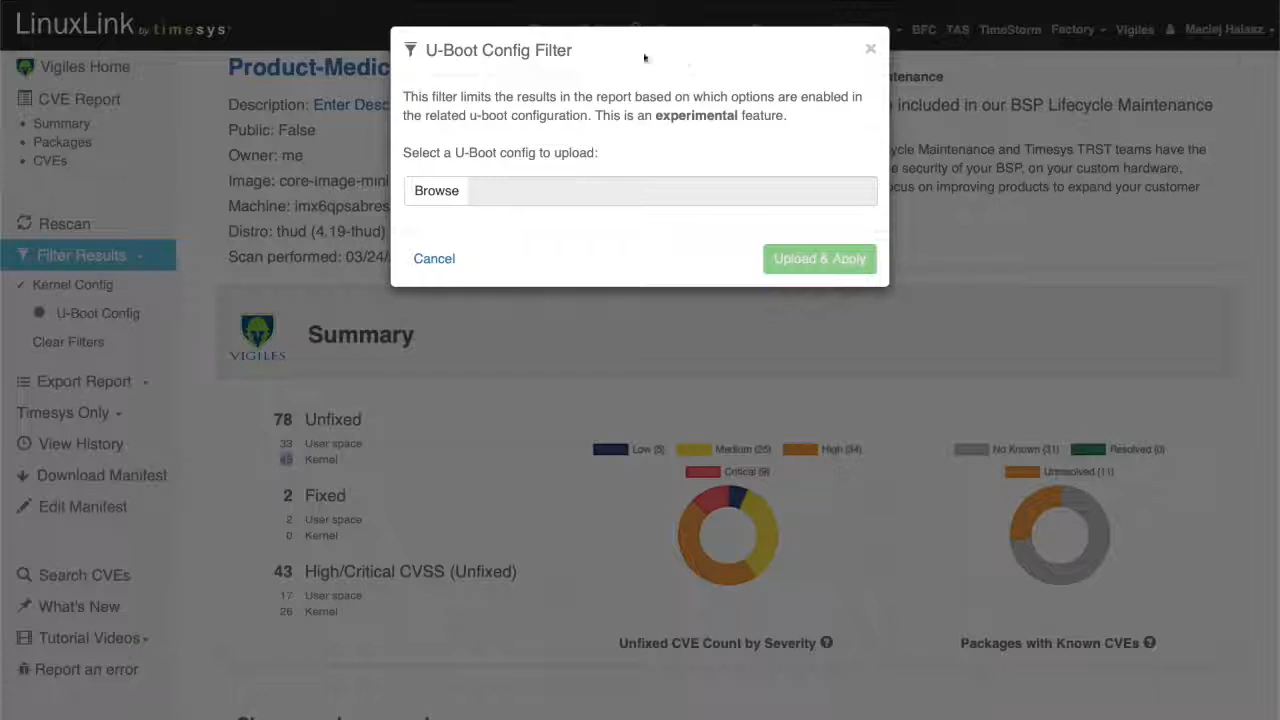 LinuxLink by timesys
BFC TAS TimeStorm Factory Vigiles Maciej Halasz
Vigiles Home
CVE Report
Summary
Packages
CVEs
Rescan
Filter Results
Kernel Config
U-Boot Config
Clear Filters
Export Report
Timesys Only
View History
Download Manifest
Edit Manifest
Search CVEs
What's New
Tutorial Videos
Report an error
Product-Medic
Description: Enter Desc
Public: False
Owner: me
Image: core-image-mini
Machine: imx6qpsabres
Distro: thud (4.19-thud)
Scan performed: 03/24/
U-Boot Config Filter
×
This filter limits the results in the report based on which options are enabled in
the related u-boot configuration. This is an experimental feature.
Select a U-Boot config to upload:
Browse
Cancel
Upload & Apply
ntenance
included in our BSP Lifecycle Maintenance
cycle Maintenance and Timesys TRST teams have the
e security of your BSP, on your custom hardware,
ocus on improving products to expand your customer
VIGILES
Summary
78 Unfixed
33 User space
45 Kernel
2 Fixed
2 User space
0 Kernel
43 High/Critical CVSS (Unfixed)
17 User space
26 Kernel
Low (5) Medium (26) High (34)
Critical (9)
Unfixed CVE Count by Severity
No Known (31) Resolved (0)
Unresolved (11)
Packages with Known CVEs